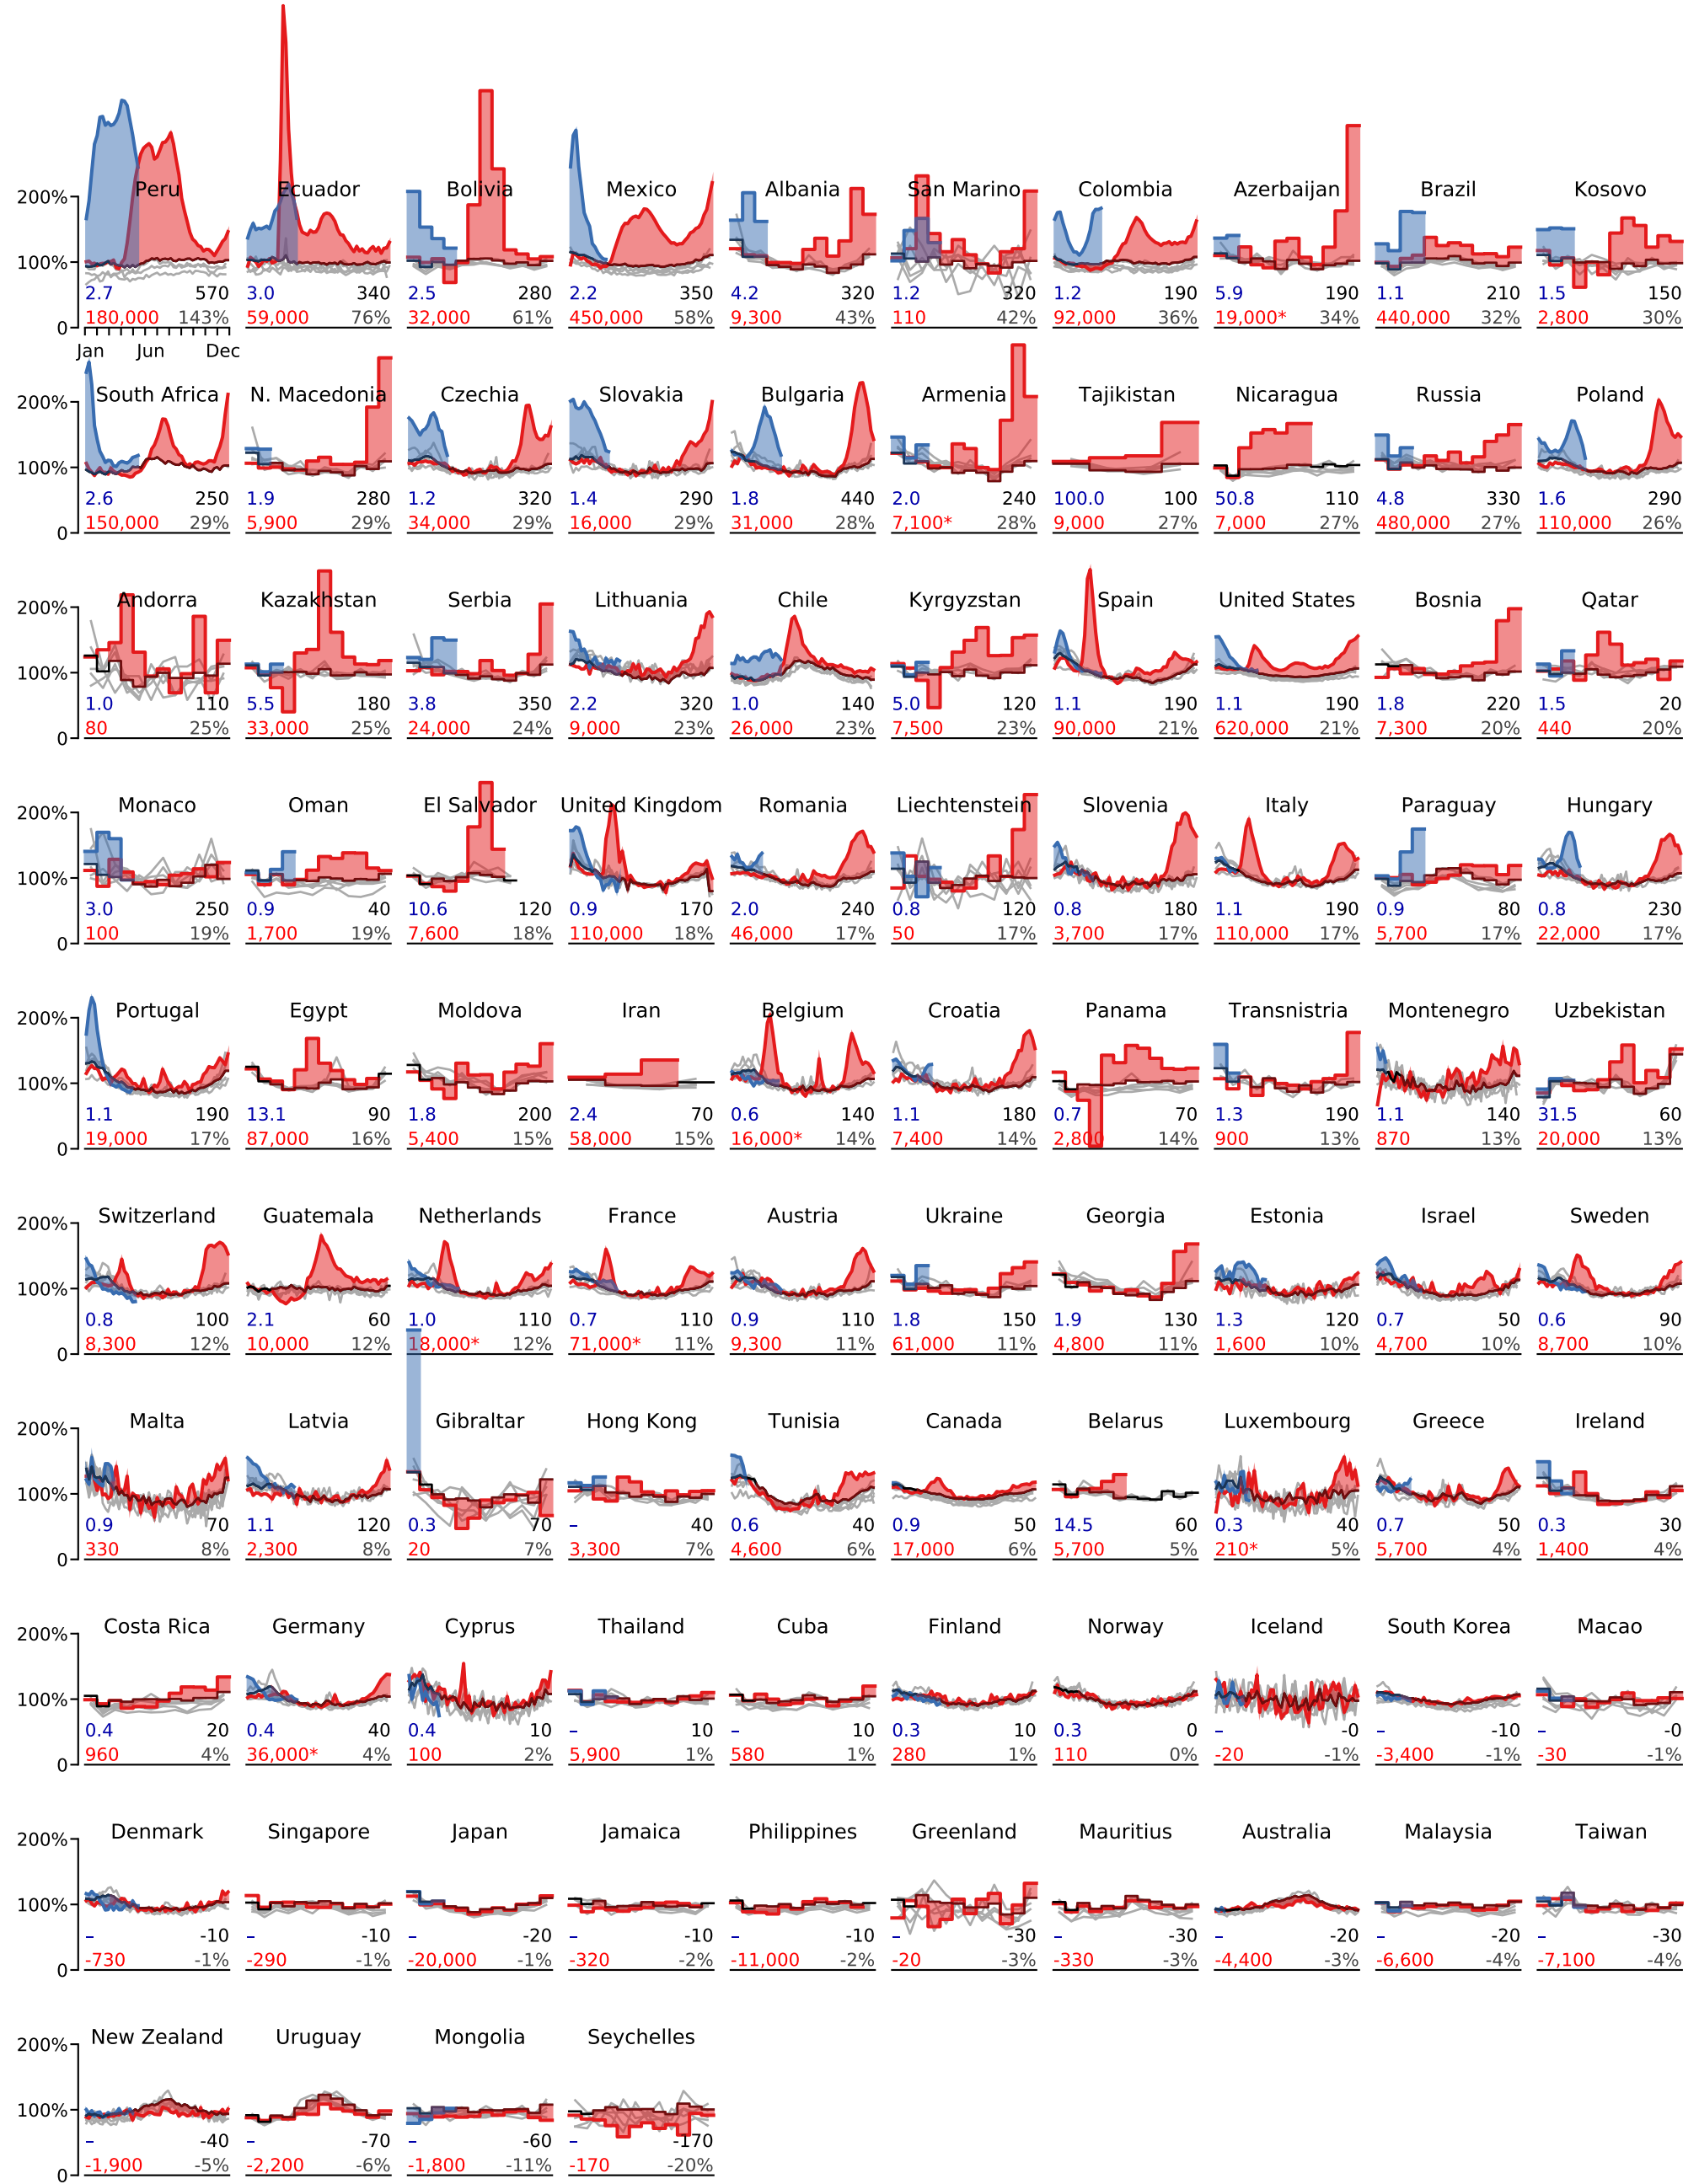 Peru Ecuador Bolivia Mexico Albania San Marino Colombia Azerbaijan Brazil Kosovo
200%
100%
2.7 570 3.0 340 2.5 280 2.2 350 4.2 320 1.2 320 1.2 190 5.9 190 1.1 210 1.5 150
180,000 143% 59,000 76% 32,000 61% 450,000 58% 9,300 43% 110 42% 92,000 36% 19,000* 34% 440,000 32% 2,800 30%
0
Jan Jun Dec
South Africa N. Macedonia Czechia Slovakia Bulgaria Armenia Tajikistan Nicaragua Russia Poland
200%
100%
2.6 250 1.9 280 1.2 320 1.4 290 1.8 440 2.0 240 100.0 100 50.8 110 4.8 330 1.6 290
150,000 29% 5,900 29% 34,000 29% 16,000 29% 31,000 28% 7,100* 28% 9,000 27% 7,000 27% 480,000 27% 110,000 26%
0
Andorra Kazakhstan Serbia Lithuania Chile Kyrgyzstan Spain United States Bosnia Qatar
200%
100%
1.0 110 5.5 180 3.8 350 2.2 320 1.0 140 5.0 120 1.1 190 1.1 190 1.8 220 1.5 20
80 25% 33,000 25% 24,000 24% 9,000 23% 26,000 23% 7,500 23% 90,000 21% 620,000 21% 7,300 20% 440 20%
0
Monaco Oman El Salvador United Kingdom Romania Liechtenstein Slovenia Italy Paraguay Hungary
200%
100%
3.0 250 0.9 40 10.6 120 0.9 170 2.0 240 0.8 120 0.8 180 1.1 190 0.9 80 0.8 230
100 19% 1,700 19% 7,600 18% 110,000 18% 46,000 17% 50 17% 3,700 17% 110,000 17% 5,700 17% 22,000 17%
0
Portugal Egypt Moldova Iran Belgium Croatia Panama Transnistria Montenegro Uzbekistan
200%
100%
1.1 190 13.1 90 1.8 200 2.4 70 0.6 140 1.1 180 0.7 70 1.3 190 1.1 140 31.5 60
19,000 17% 87,000 16% 5,400 15% 58,000 15% 16,000* 14% 7,400 14% 2,800 14% 900 13% 870 13% 20,000 13%
0
Switzerland Guatemala Netherlands France Austria Ukraine Georgia Estonia Israel Sweden
200%
100%
0.8 100 2.1 60 1.0 110 0.7 110 0.9 110 1.8 150 1.9 130 1.3 120 0.7 50 0.6 90
8,300 12% 10,000 12% 18,000* 12% 71,000* 11% 9,300 11% 61,000 11% 4,800 11% 1,600 10% 4,700 10% 8,700 10%
0
Malta Latvia Gibraltar Hong Kong Tunisia Canada Belarus Luxembourg Greece Ireland
200%
100%
0.9 70 1.1 120 0.3 70 – 40 0.6 40 0.9 50 14.5 60 0.3 40 0.7 50 0.3 30
330 8% 2,300 8% 20 7% 3,300 7% 4,600 6% 17,000 6% 5,700 5% 210* 5% 5,700 4% 1,400 4%
0
Costa Rica Germany Cyprus Thailand Cuba Finland Norway Iceland South Korea Macao
200%
100%
0.4 20 0.4 40 0.4 10 – 10 – 10 0.3 10 0.3 0 – -0 – -10 – -0
960 4% 36,000* 4% 100 2% 5,900 1% 580 1% 280 1% 110 0% -20 -1% -3,400 -1% -30 -1%
0
Denmark Singapore Japan Jamaica Philippines Greenland Mauritius Australia Malaysia Taiwan
200%
100%
– -10 – -10 – -20 – -10 – -10 – -30 – -30 – -20 – -20 – -30
-730 -1% -290 -1% -20,000 -1% -320 -2% -11,000 -2% -20 -3% -330 -3% -4,400 -3% -6,600 -4% -7,100 -4%
0
New Zealand Uruguay Mongolia Seychelles
200%
100%
– -40 – -70 – -60 – -170
-1,900 -5% -2,200 -6% -1,800 -11% -170 -20%
0